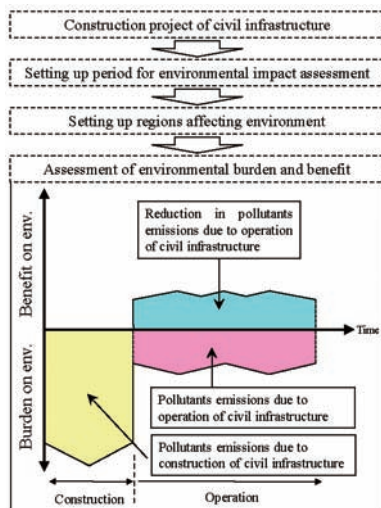 Construction project of civil infrastructure
Setting up period for environmental impact assessment
Setting up regions affecting environment
Assessment of environmental burden and benefit
Benefit on env.
Burden on env.
Reduction in pollutants
emissions due to operation
of civil infrastructure
Time
Pollutants emissions due to
operation of civil infrastructure
Pollutants emissions due to
construction of civil infrastructure
Construction
Operation